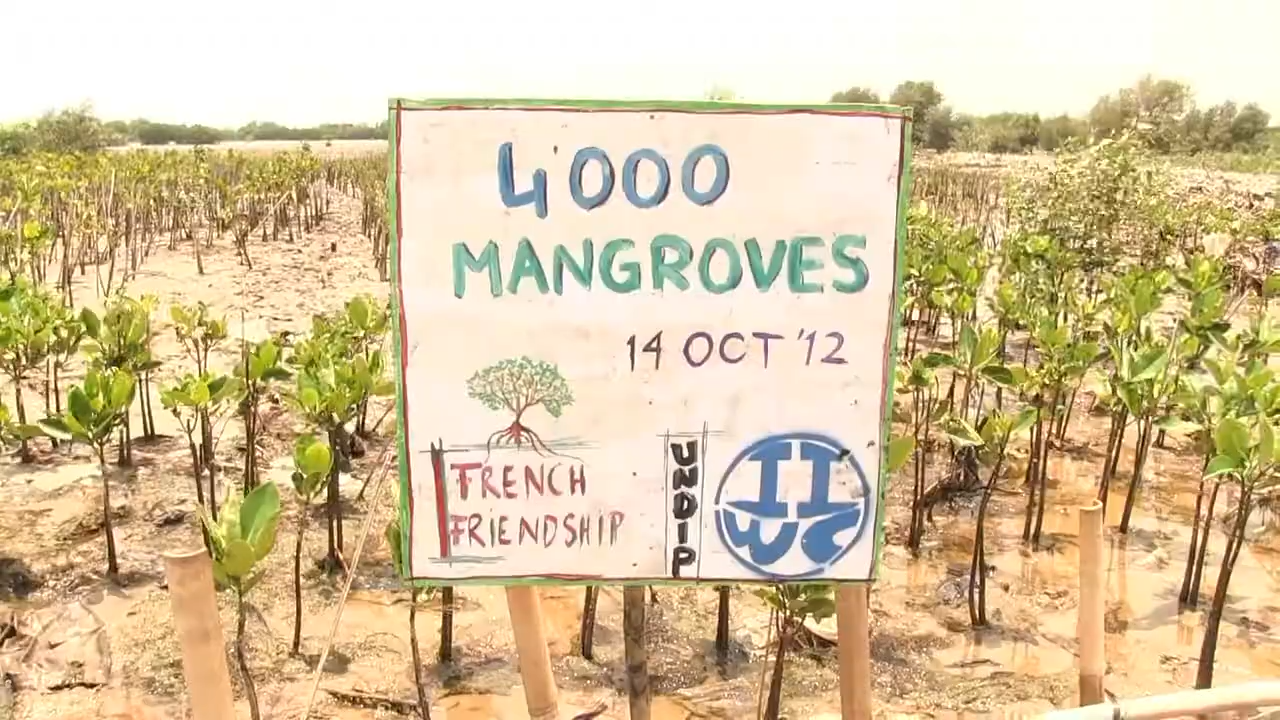 4000
MANGROVES
14 OCT '12
FRENCH
FRIENDSHIP
UNDIP
IIWC